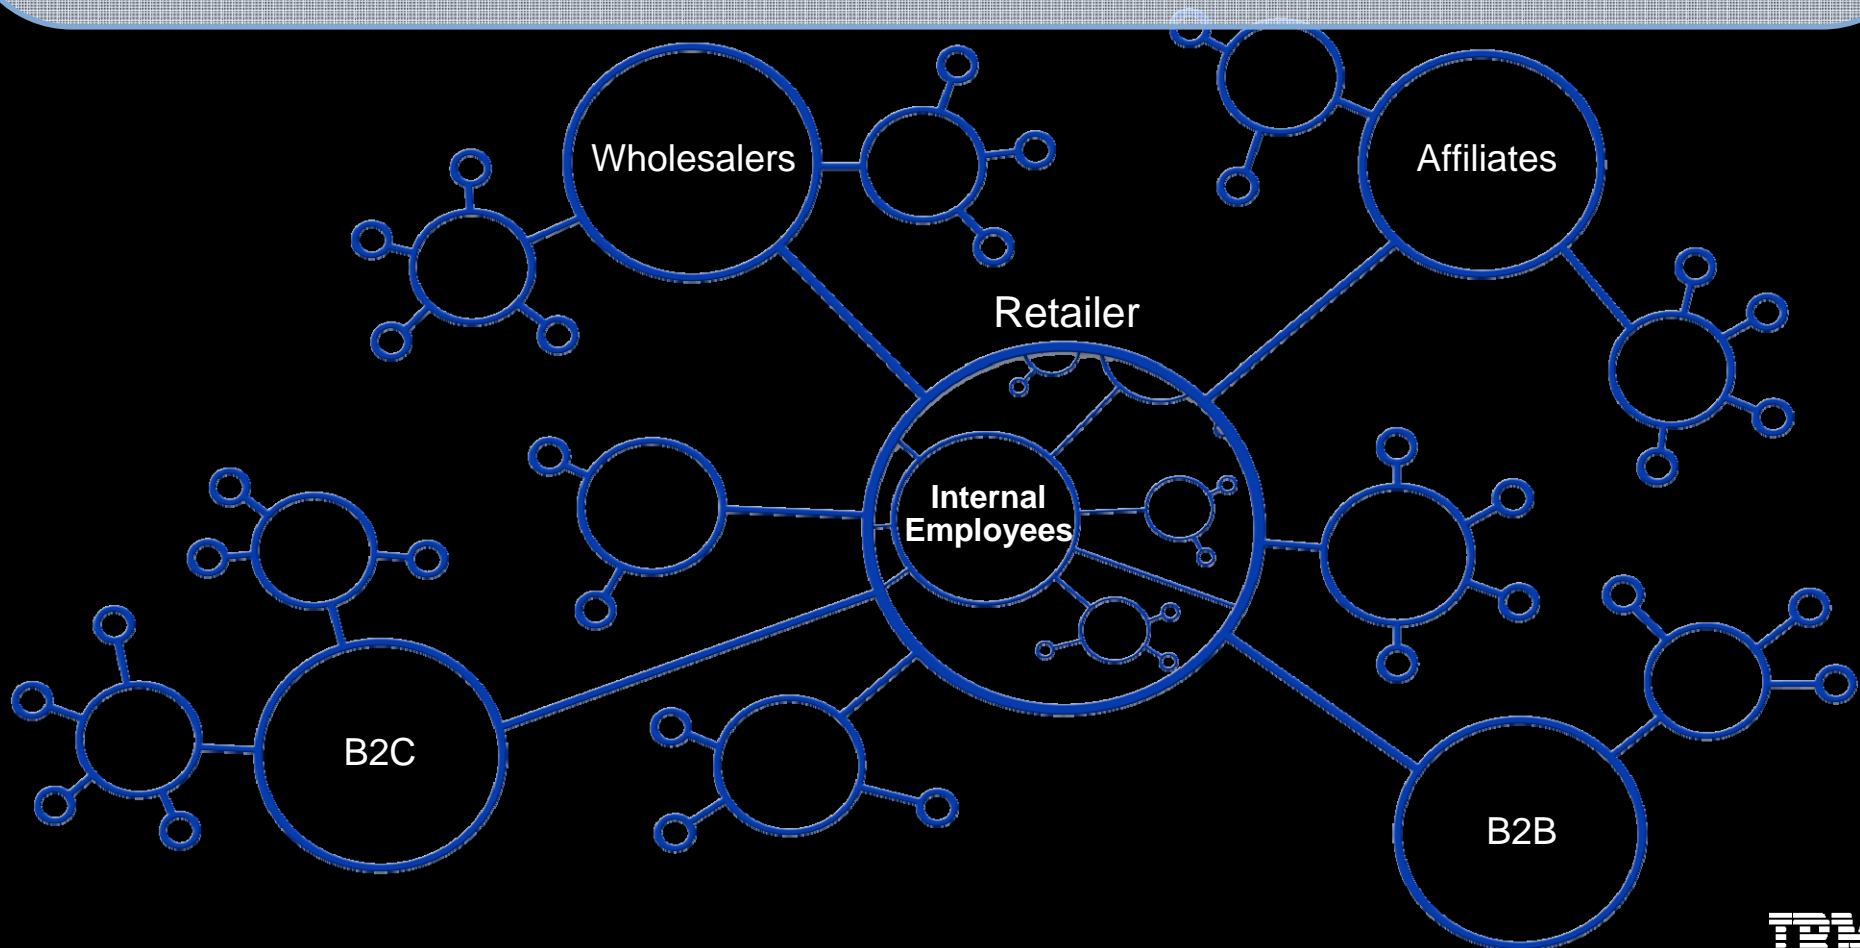 Wholesalers
Affiliates
Retailer
Internal
Employees
B2C
B2B